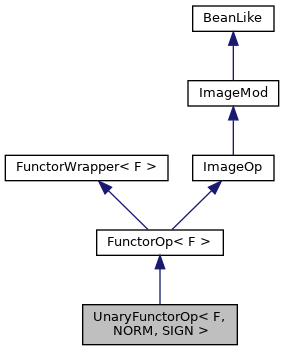 BeanLike
ImageMod
FunctorWrapper< F >
ImageOp
FunctorOp< F >
UnaryFunctorOp< F,
NORM, SIGN >